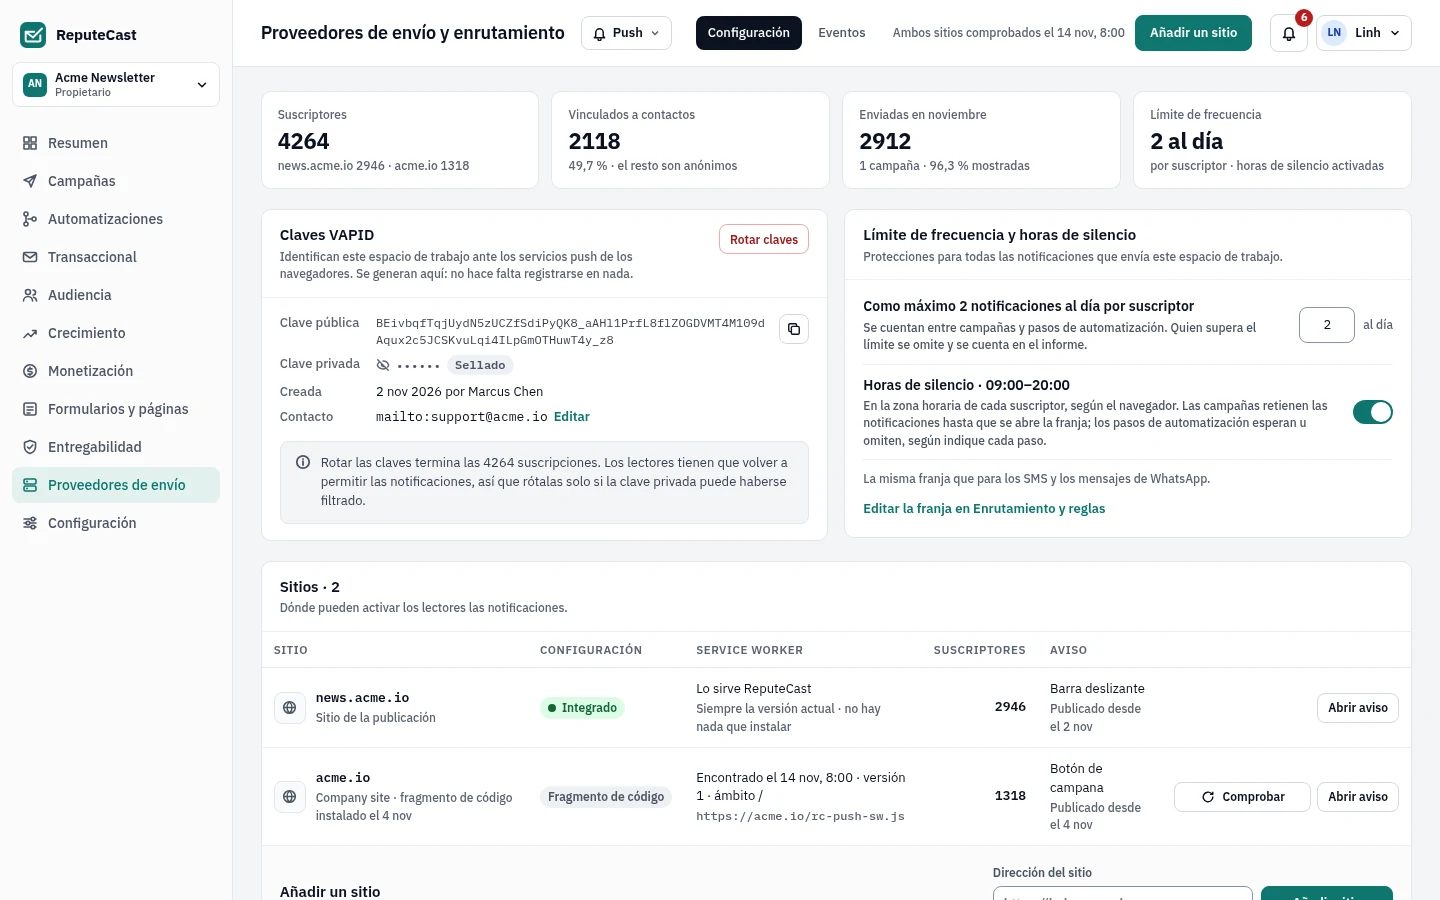 ReputeCast
AN
Acme Newsletter
Propietario
Resumen
Campañas
Automatizaciones
Transaccional
Audiencia
Crecimiento
Monetización
Formularios y páginas
Entregabilidad
Proveedores de envío
Configuración
Proveedores de envío y enrutamiento
Push
Configuración
Eventos
Ambos sitios comprobados el 14 nov, 8:00
Añadir un sitio
6
LN
Linh
Suscriptores
4264
news.acme.io 2946 · acme.io 1318
Vinculados a contactos
2118
49,7 % · el resto son anónimos
Enviadas en noviembre
2912
1 campaña · 96,3 % mostradas
Límite de frecuencia
2 al día
por suscriptor · horas de silencio activadas
Claves VAPID
Identifican este espacio de trabajo ante los servicios push de los
navegadores. Se generan aquí: no hace falta registrarse en nada.
Rotar claves
Clave pública
BEivbqfTqjUydN5zUCZfSdiPyQK8_aAHl1PrfL8flZOGDVMT4M109d
Aqux2c5JCSKvuLqi4ILpGmOTHuwT4y_z8
Clave privada
•••••• Sellado
Creada
2 nov 2026 por Marcus Chen
Contacto
mailto:support@acme.io Editar
Rotar las claves termina las 4264 suscripciones. Los lectores tienen que volver a
permitir las notificaciones, así que rótalas solo si la clave privada puede haberse
filtrado.
Límite de frecuencia y horas de silencio
Protecciones para todas las notificaciones que envía este espacio de trabajo.
Como máximo 2 notificaciones al día por suscriptor
Se cuentan entre campañas y pasos de automatización. Quien supera el
límite se omite y se cuenta en el informe.
2
al día
Horas de silencio · 09:00–20:00
En la zona horaria de cada suscriptor, según el navegador. Las campañas retienen las
notificaciones hasta que se abre la franja; los pasos de automatización esperan u
omiten, según indique cada paso.
La misma franja que para los SMS y los mensajes de WhatsApp.
Editar la franja en Enrutamiento y reglas
Sitios · 2
Dónde pueden activar los lectores las notificaciones.
SITIO
CONFIGURACIÓN
SERVICE WORKER
SUSCRIPTORES
AVISO
news.acme.io
Sitio de la publicación
Integrado
Lo sirve ReputeCast
Siempre la versión actual · no hay
nada que instalar
2946
Barra deslizante
Publicado desde
el 2 nov
Abrir aviso
acme.io
Company site · fragmento de código
instalado el 4 nov
Fragmento de código
Encontrado el 14 nov, 8:00 · versión
1 · ámbito /
https://acme.io/rc-push-sw.js
1318
Botón de
campana
Publicado desde
el 4 nov
Comprobar
Abrir aviso
Añadir un sitio
Dirección del sitio